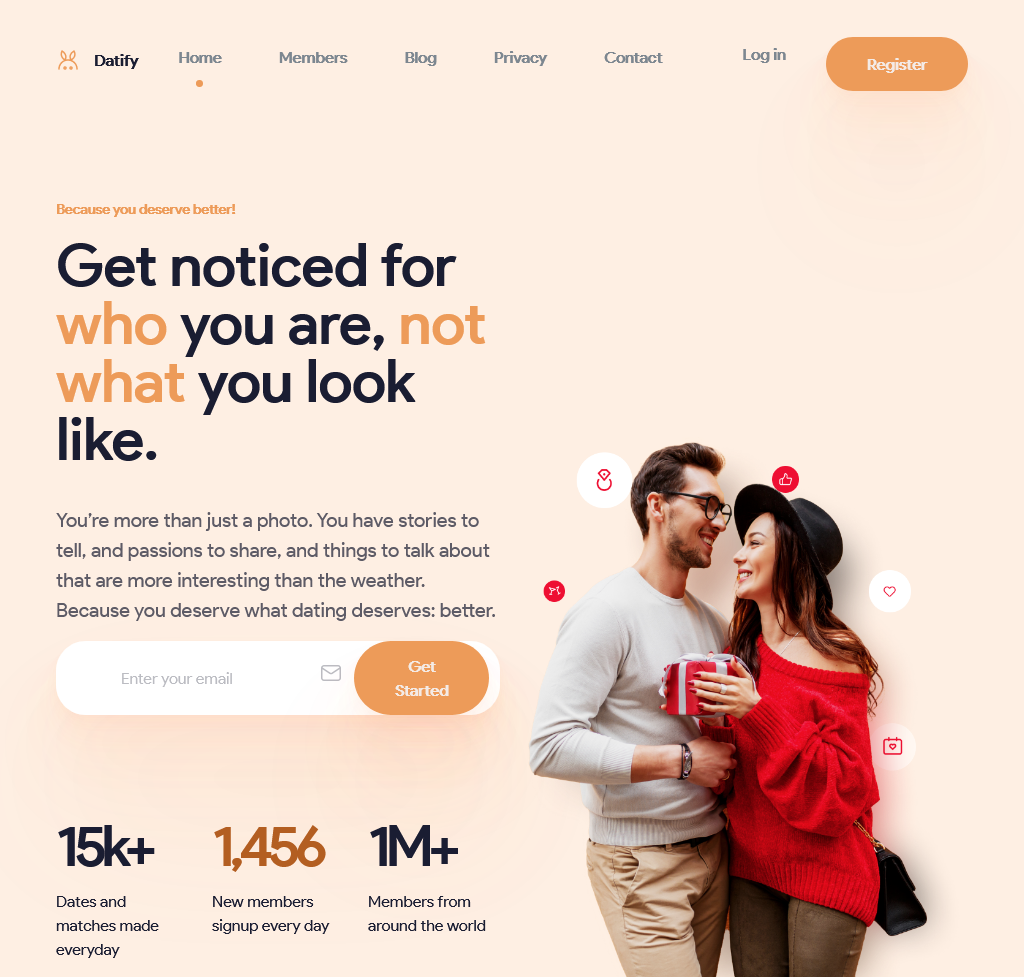 Datify
Home
Members
Blog
Privacy
Contact
Log in
Register
Because you deserve better!
Get noticed for
who you are, not
what you look
like.
You’re more than just a photo. You have stories to
tell, and passions to share, and things to talk about
that are more interesting than the weather.
Because you deserve what dating deserves: better.
Enter your email
Get
Started
15k+
Dates and
matches made
everyday
1,456
New members
signup every day
1M+
Members from
around the world